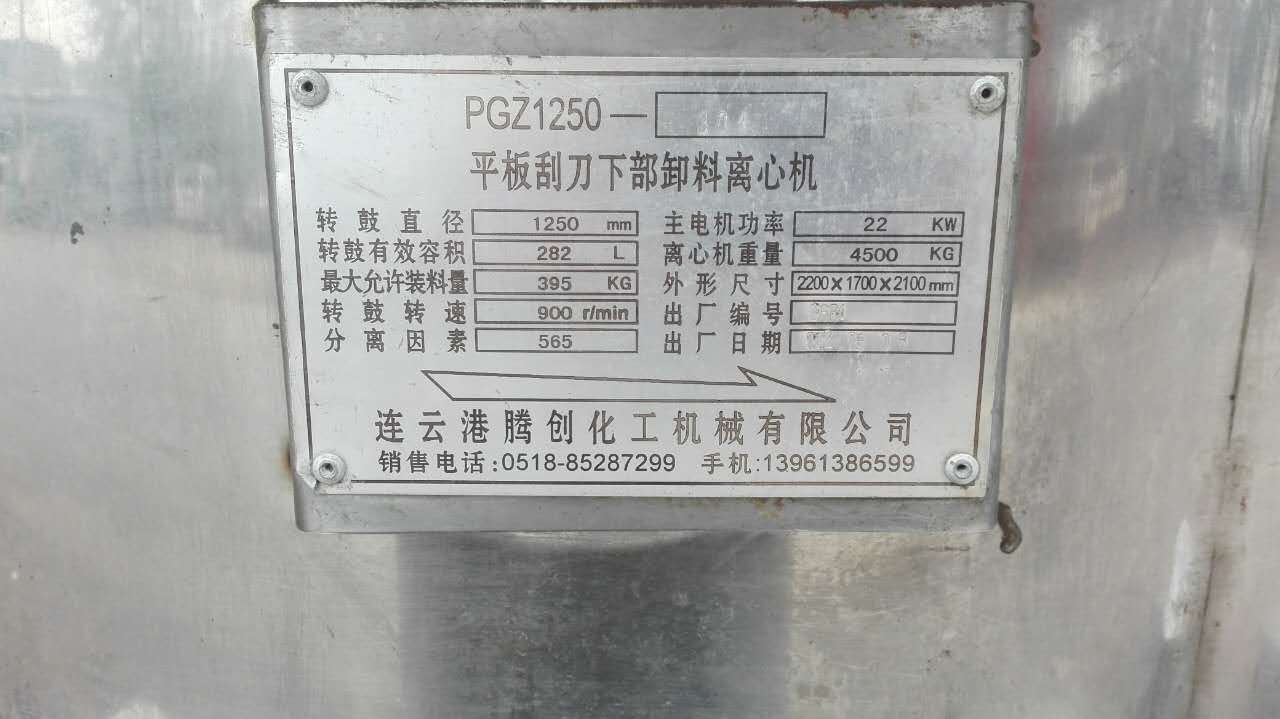 PGZ1250—
平板刮刀下部卸料离心机
转鼓直径 1250 mm 主电机功率 22 KW
转鼓有效容积 282 L 离心机重量 4500 KG
最大允许装料量 395 KG 外形尺寸 2200×1700×2100mm
转鼓转速 900 r/min 出厂编号
分离因素 565 出厂日期
连云港腾创化工机械有限公司
销售电话:0518-85287299 手机:13961386599